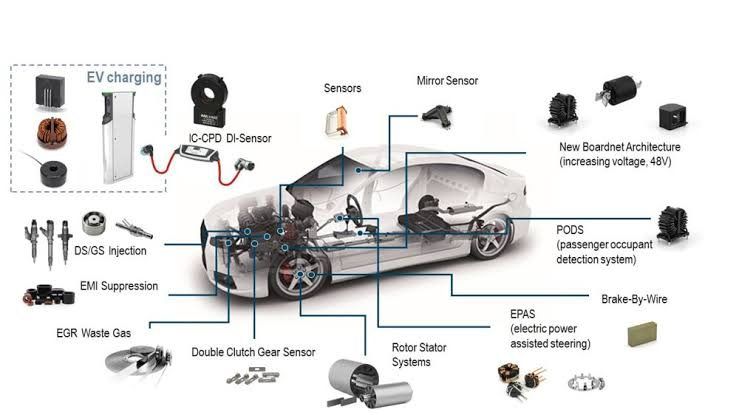 EV charging
IC-CPD DI-Sensor
Sensors
Mirror Sensor
New Boardnet Architecture
(increasing voltage, 48V)
DS/GS Injection
PODS
(passenger occupant
detection system)
EMI Suppression
Brake-By-Wire
EGR Waste Gas
EPAS
(electric power
assisted steering)
Double Clutch Gear Sensor
Rotor Stator
Systems